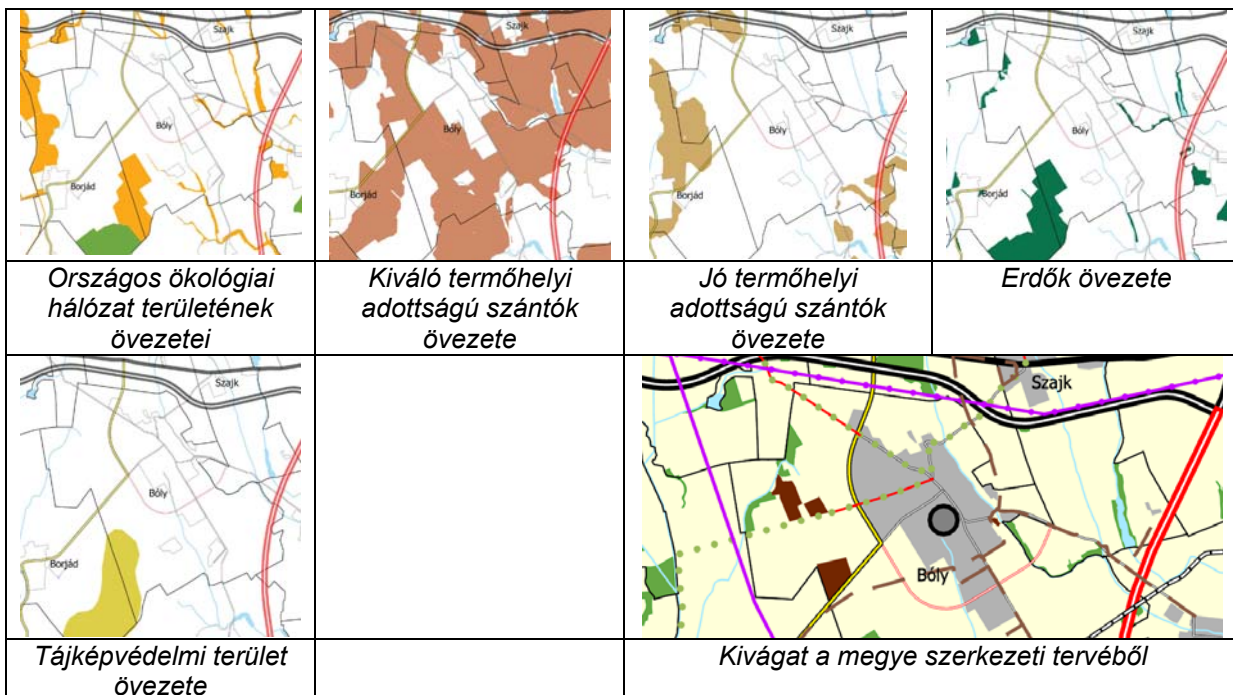 Szajk
Bóly
Borjád
Szajk
Bóly
Borjád
Szajk
Bóly
Borjád
Szajk
Bóly
Borjád
Országos ökológiai
hálózat területének
övezetei
Kiváló termőhelyi
adottságú szántók
övezete
Jó termőhelyi
adottságú szántók
övezete
Erdők övezete
Szajk
Bóly
Borjád
Szajk
Bóly
Tájképvédelmi terület
övezete
Kivágat a megye szerkezeti tervéből